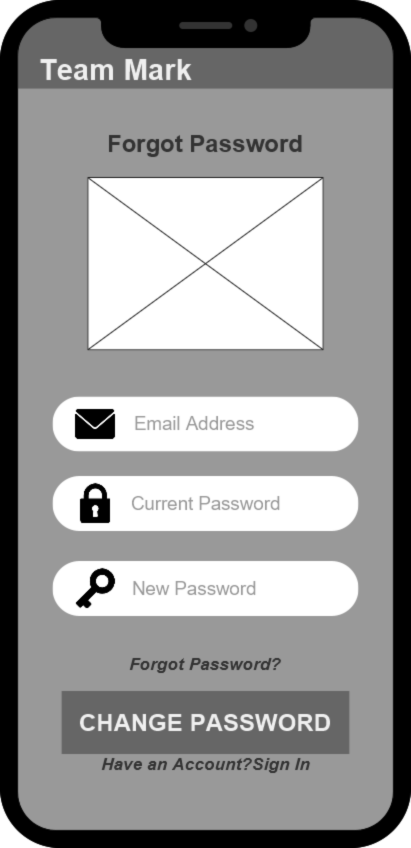 Team Mark
Forgot Password
Email Address
Current Password
New Password
Forgot Password?
CHANGE PASSWORD
Have an Account?Sign In